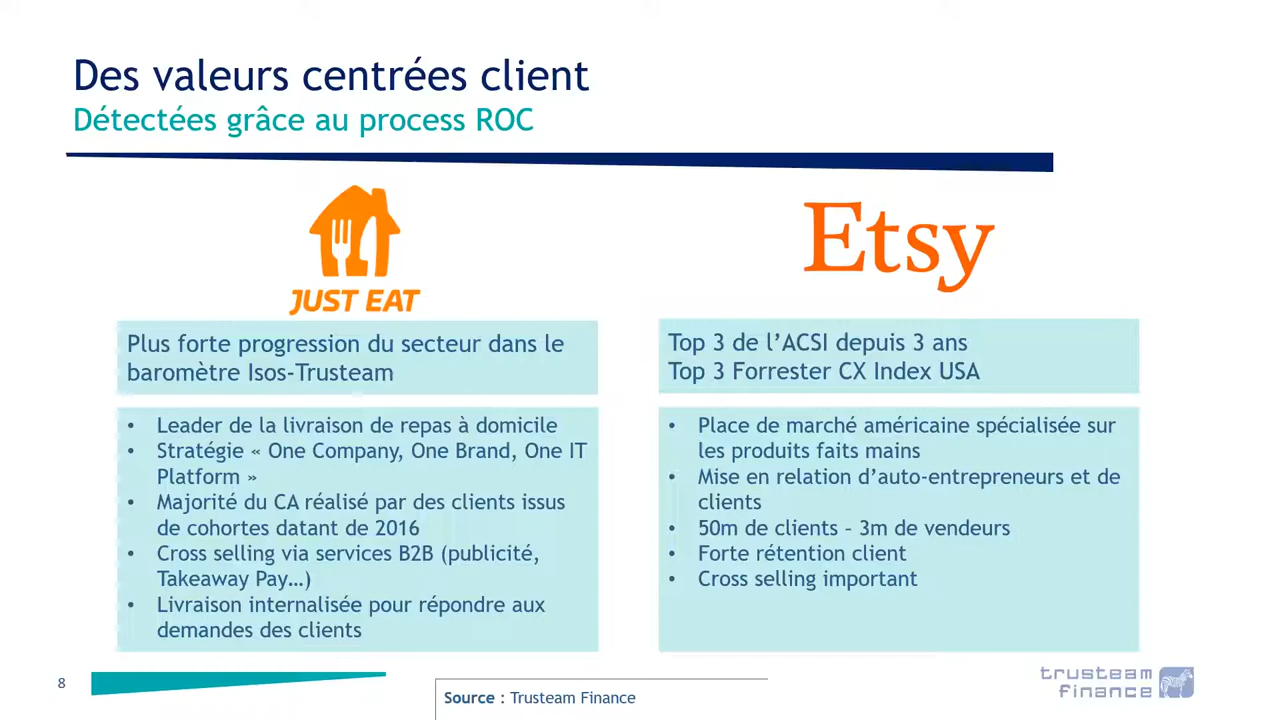 Des valeurs centrées client
Détectées grâce au process ROC
JUST EAT
Plus forte progression du secteur dans le
baromètre Isos-Trusteam
• Leader de la livraison de repas à domicile
• Stratégie « One Company, One Brand, One IT
Platform »
• Majorité du CA réalisé par des clients issus
de cohortes datant de 2016
• Cross selling via services B2B (publicité,
Takeaway Pay…)
• Livraison internalisée pour répondre aux
demandes des clients
Etsy
Top 3 de l’ACSI depuis 3 ans
Top 3 Forrester CX Index USA
• Place de marché américaine spécialisée sur
les produits faits mains
• Mise en relation d’auto-entrepreneurs et de
clients
• 50m de clients – 3m de vendeurs
• Forte rétention client
• Cross selling important
8
Source : Trusteam Finance
trusteam
finance